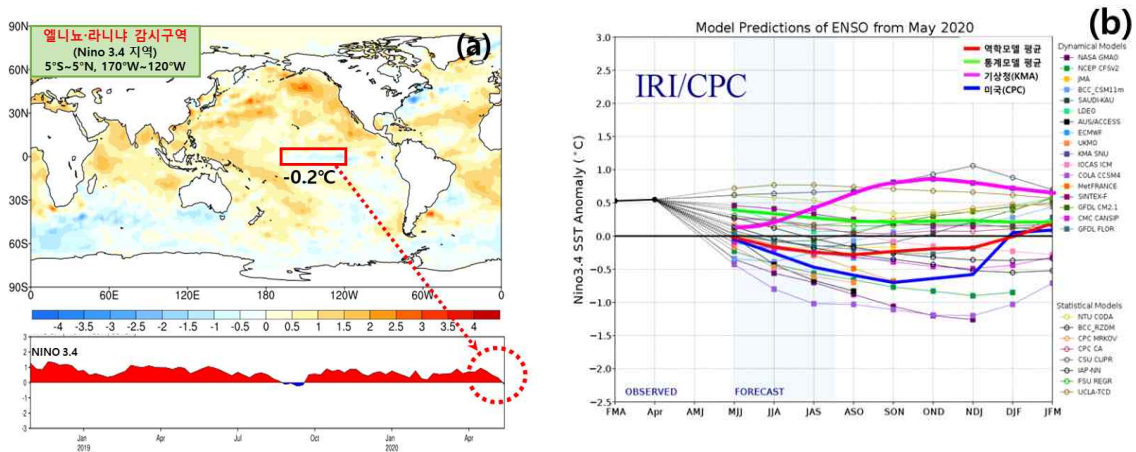 엘니뇨·라니냐 감시구역
(Nino 3.4 지역)
5°S~5°N, 170°W~120°W
(a)
90N
60N
30N
0
30S
60S
90S
-0.2℃
0 60E 120E 180 120W 60W 0
-4 -3.5 -3 -2.5 -2 -1.5 -1 -0.5 0 0.5 1 1.5 2 2.5 3 3.5 4
NINO 3.4
3
2
1
0
-1
-2
-3
Jan Apr Jul Oct Jan Apr
2019 2020
(b)
Model Predictions of ENSO from May 2020
IRI/CPC
역학모델 평균
통계모델 평균
기상청(KMA)
미국(CPC)
Nino3.4 SST Anomaly (°C)
3.0
2.5
2.0
1.5
1.0
0.5
0.0
−0.5
−1.0
−1.5
−2.0
−2.5
OBSERVED FORECAST
FMA Apr AMJ MJJ JJA JAS ASO SON OND NDJ DJF JFM
Dynamical Models
NASA GMAO
NCEP CFSv2
JMA
BCC_CSM11m
SAUDI-KAU
LDEO
AUS/ACCESS
ECMWF
UKMO
KMA SNU
IOCAS ICM
COLA CCSM4
MetFRANCE
SINTEX-F
GFDL CM2.1
CMC CANSIP
GFDL FLOR
Statistical Models
NTU CODA
BCC_RZDM
CPC MRKOV
CPC CA
CSU CLIPR
IAP-NN
FSU REGR
UCLA-TCD